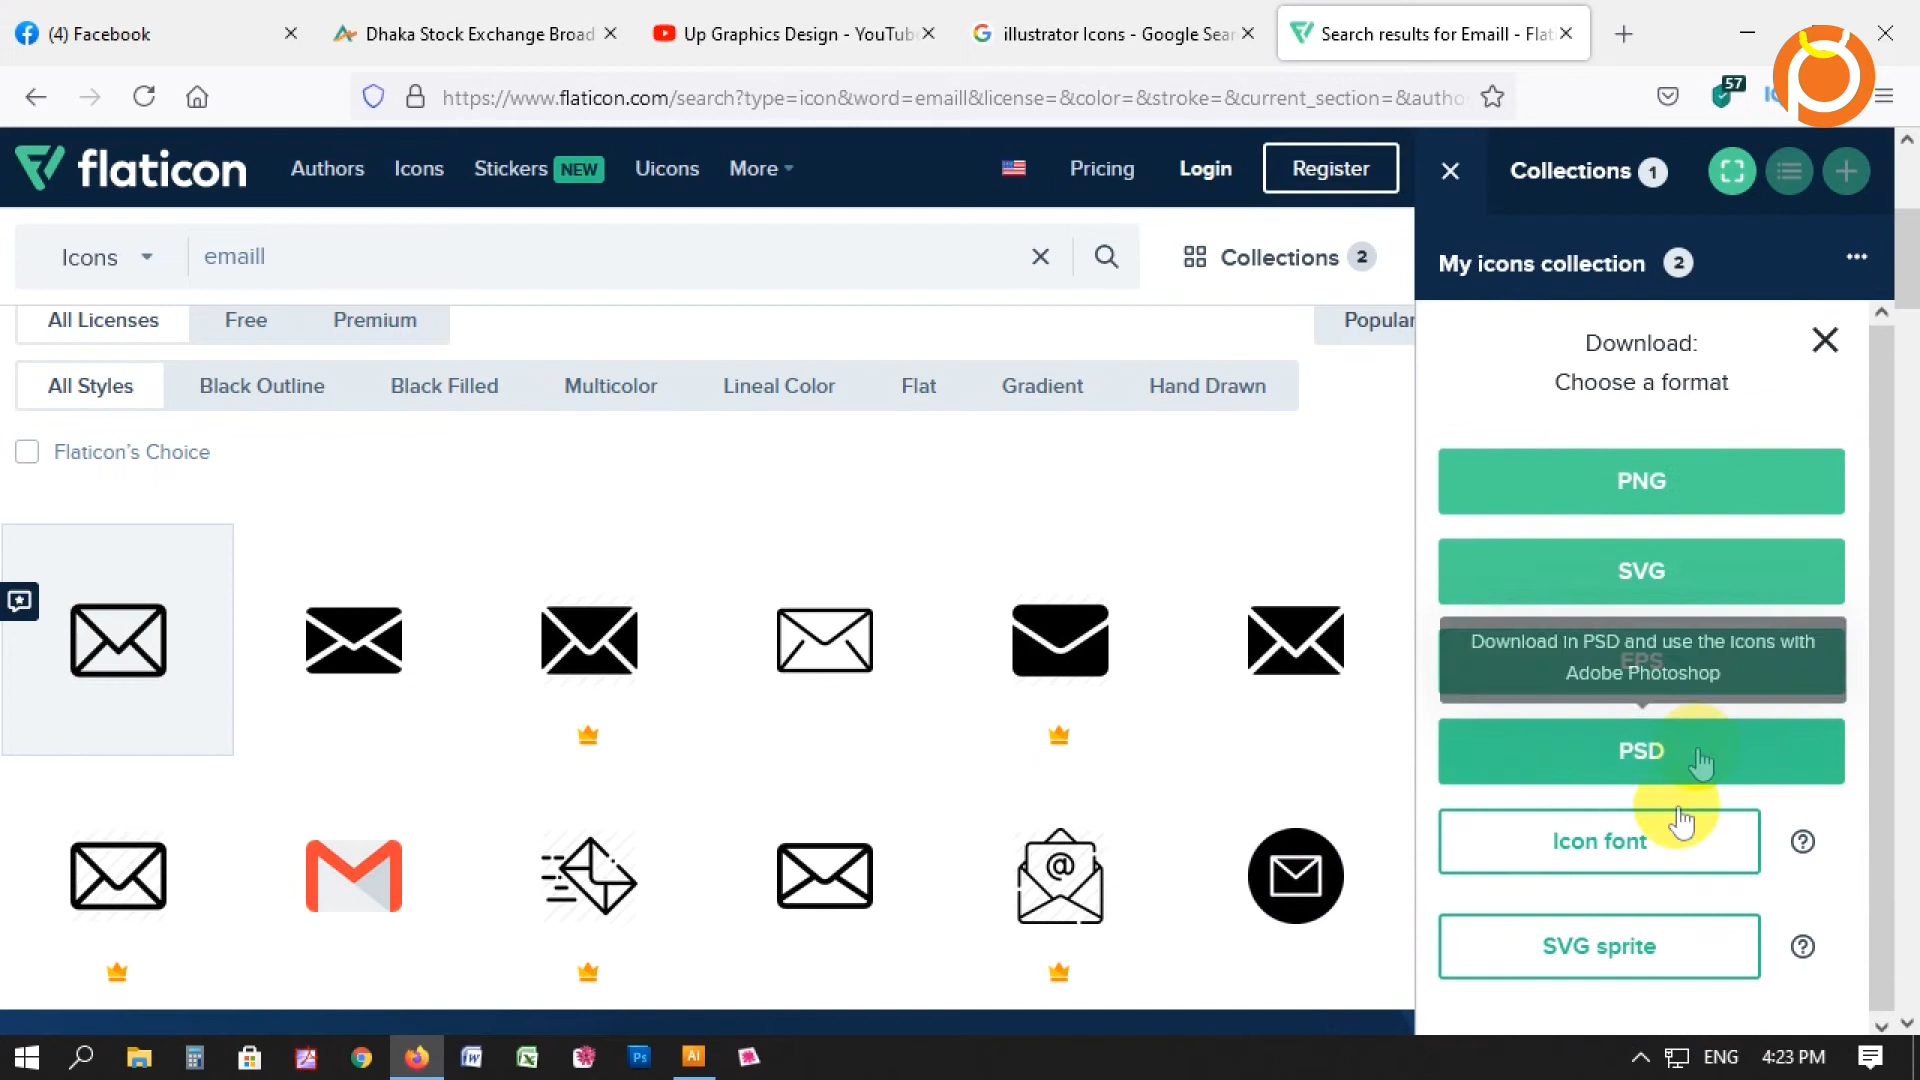 (4) Facebook
Dhaka Stock Exchange Broad
Up Graphics Design - YouTube
illustrator Icons - Google Sear
Search results for Emaill - Flat
https://www.flaticon.com/search?type=icon&word=emaill&license=&color=&stroke=&current_section=&autho
57
flaticon
Authors
Icons
Stickers NEW
Uicons
More
Pricing
Login
Register
Collections 1
Icons
emaill
Collections 2
My icons collection 2
All Licenses
Free
Premium
Popular
All Styles
Black Outline
Black Filled
Multicolor
Lineal Color
Flat
Gradient
Hand Drawn
Flaticon's Choice
Download:
Choose a format
PNG
SVG
EPS
Download in PSD and use the icons with
Adobe Photoshop
PSD
Icon font
SVG sprite
@
Ps
Ai
ENG
4:23 PM